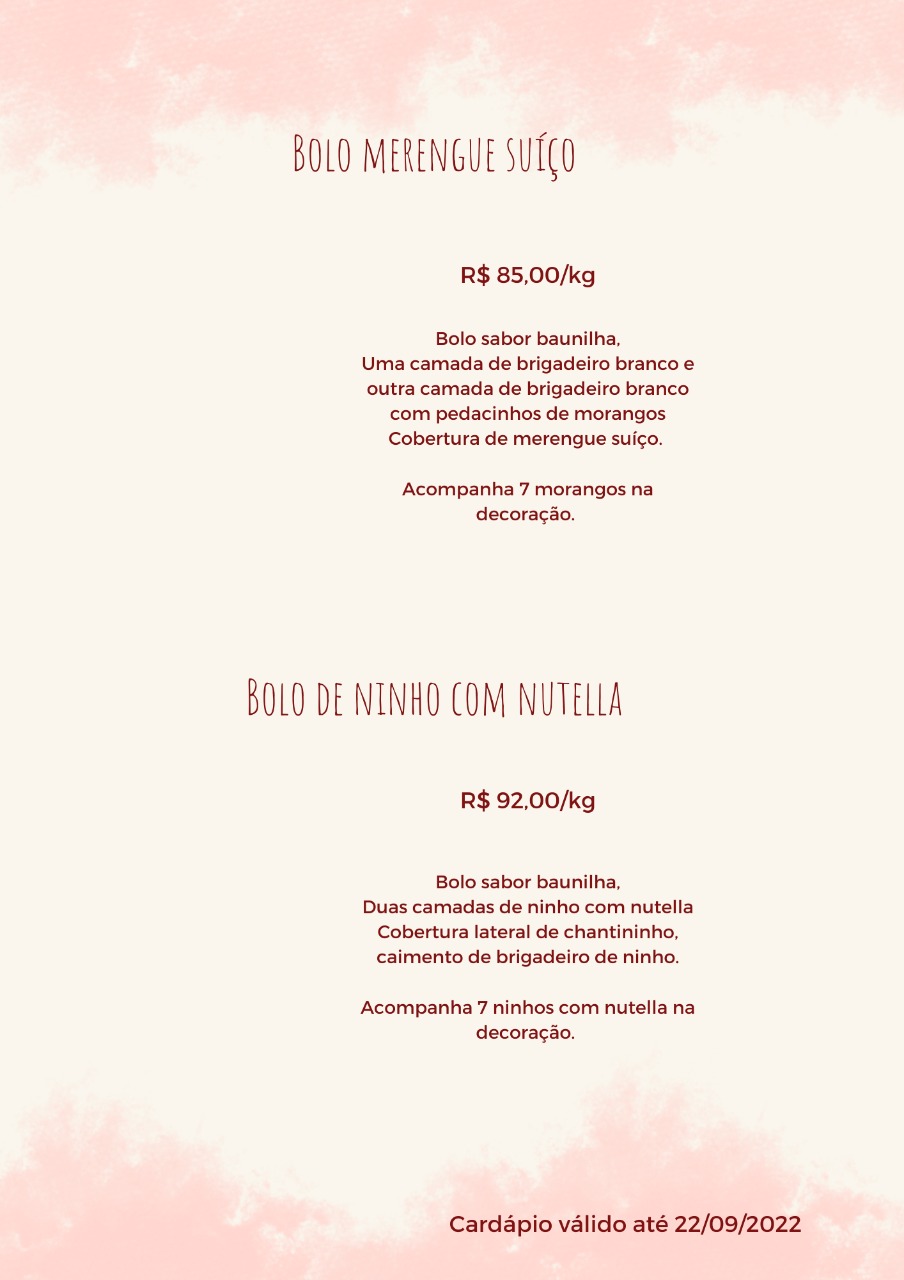 Bolo merengue suíço
R$ 85,00/kg
Bolo sabor baunilha,
Uma camada de brigadeiro branco e
outra camada de brigadeiro branco
com pedacinhos de morangos
Cobertura de merengue suíço.
Acompanha 7 morangos na
decoração.
Bolo de ninho com nutella
R$ 92,00/kg
Bolo sabor baunilha,
Duas camadas de ninho com nutella
Cobertura lateral de chantininho,
caimento de brigadeiro de ninho.
Acompanha 7 ninhos com nutella na
decoração.
Cardápio válido até 22/09/2022